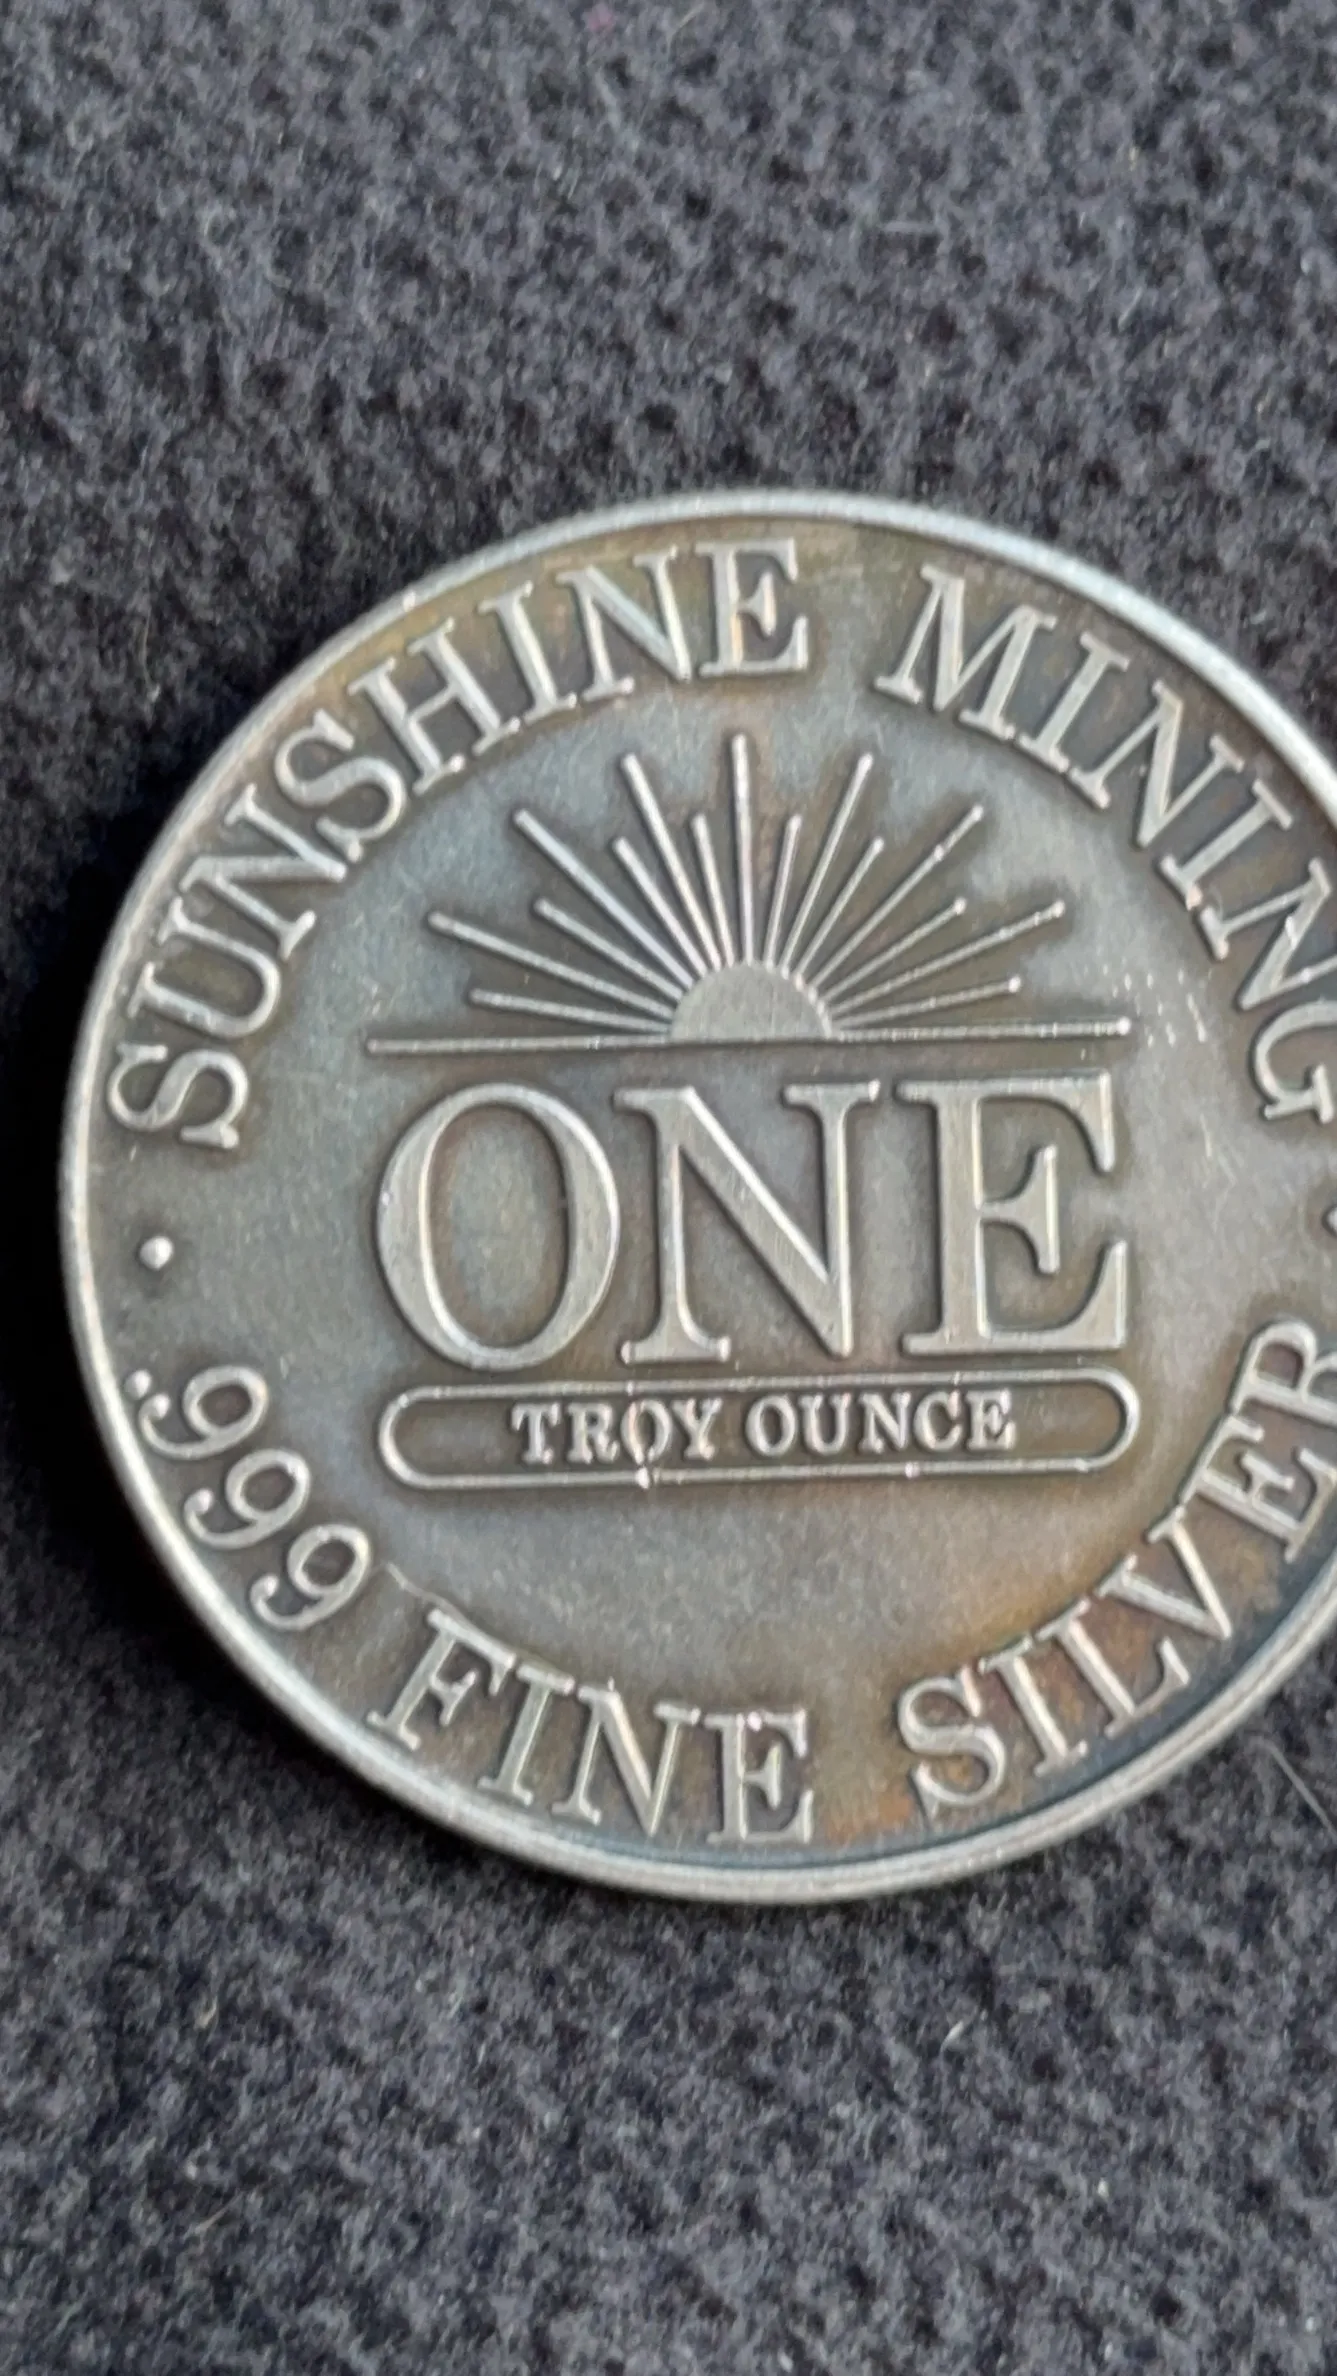 SUNSHINE MINING
ONE
TROY OUNCE
.999 FINE SILVER